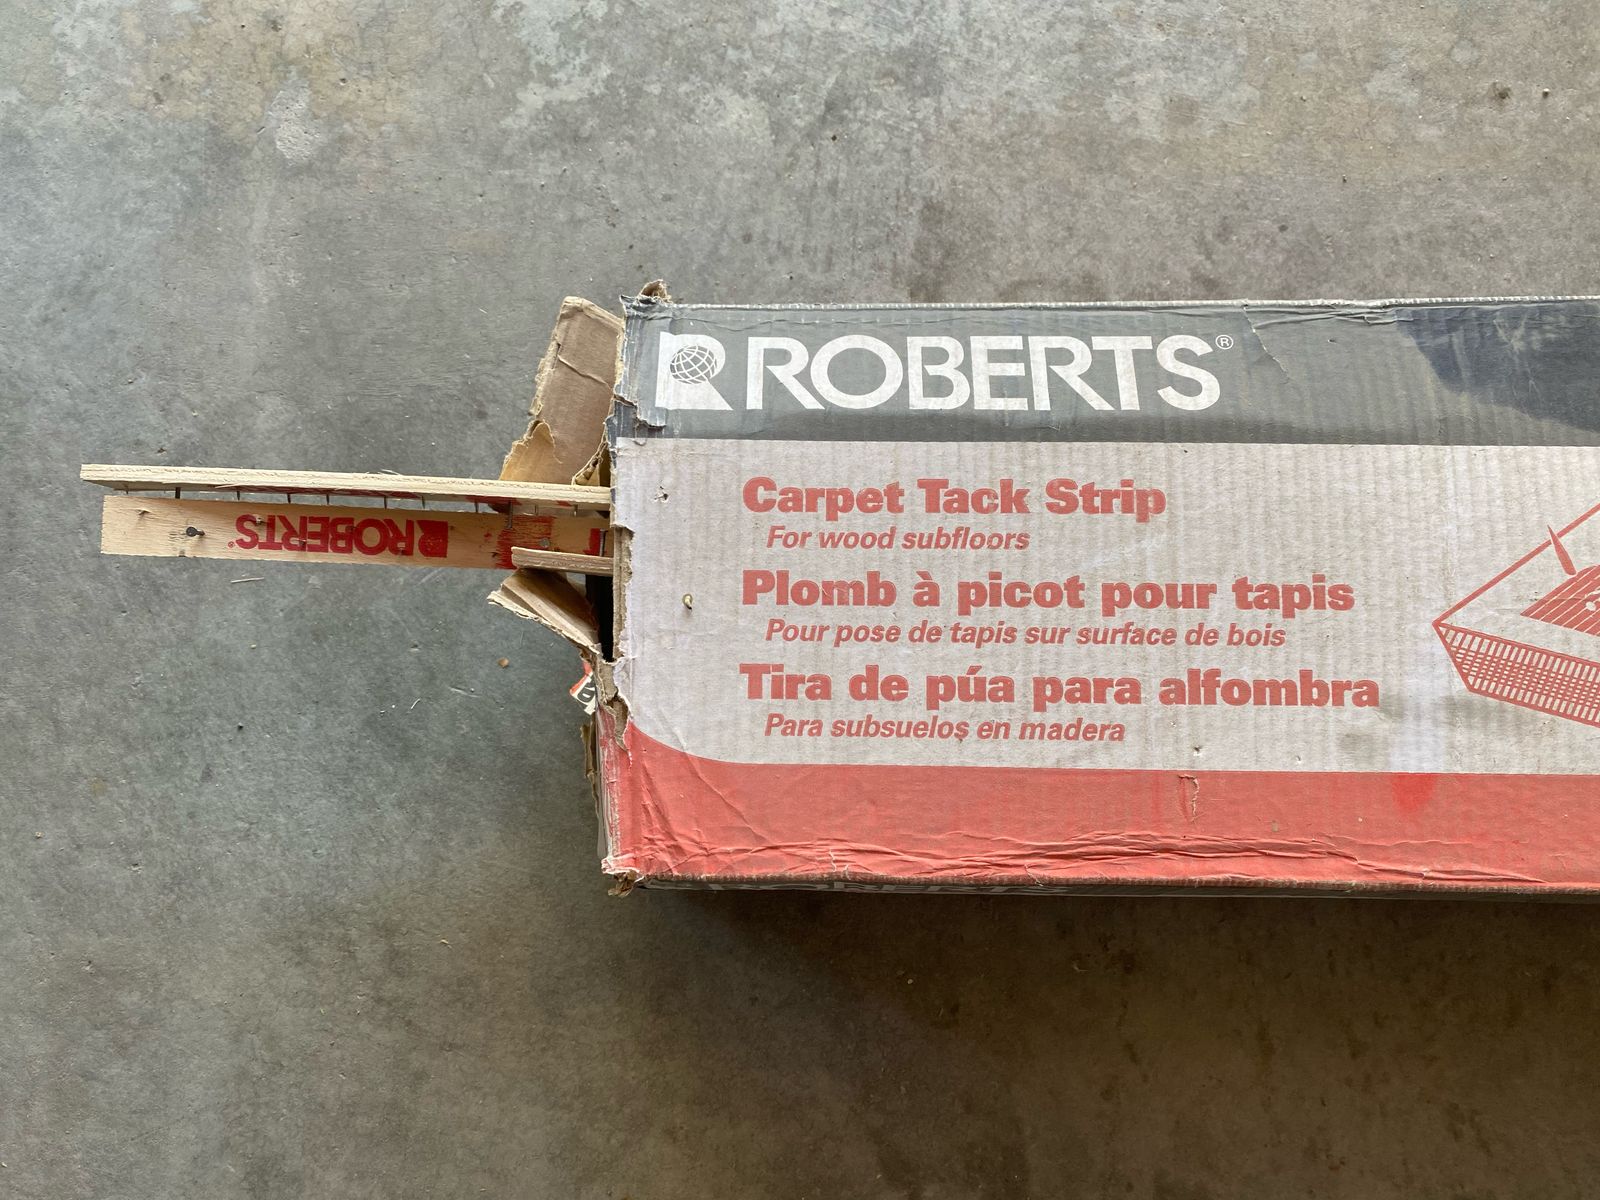 ROBERTS®
Carpet Tack Strip
For wood subfloors
Plomb à picot pour tapis
Pour pose de tapis sur surface de bois
Tira de púa para alfombra
Para subsuelos en madera
ROBERTS®
ROBERTS